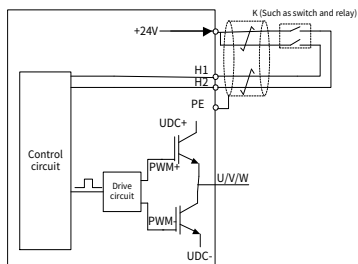 K (Such as switch and relay)
+24V
H1
H2
PE
UDC+
Control
circuit
Drive
circuit
PWM+
U/V/W
PWM-
UDC-